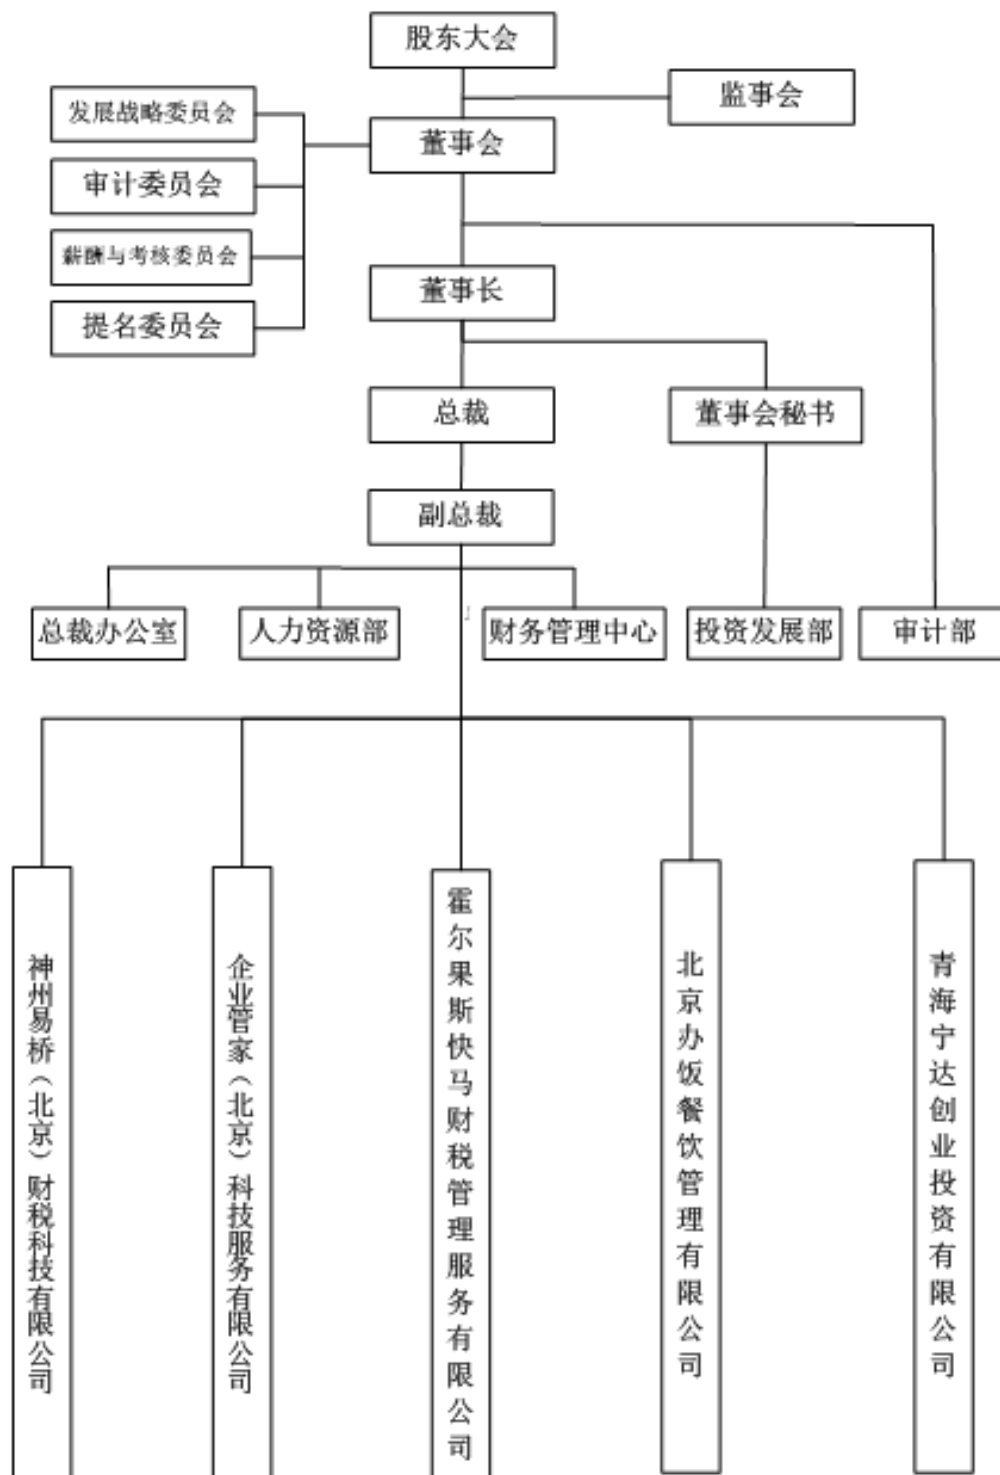 股东大会
监事会
发展战略委员会
董事会
审计委员会
薪酬与考核委员会
董事长
提名委员会
总裁
董事会秘书
副总裁
总裁办公室
人力资源部
财务管理中心
投资发展部
审计部
神州易桥（北京）财税科技有限公司
企业管家（北京）科技服务有限公司
霍尔果斯快马财税管理服务有限公司
北京办饭餐饮管理有限公司
青海宁达创业投资有限公司